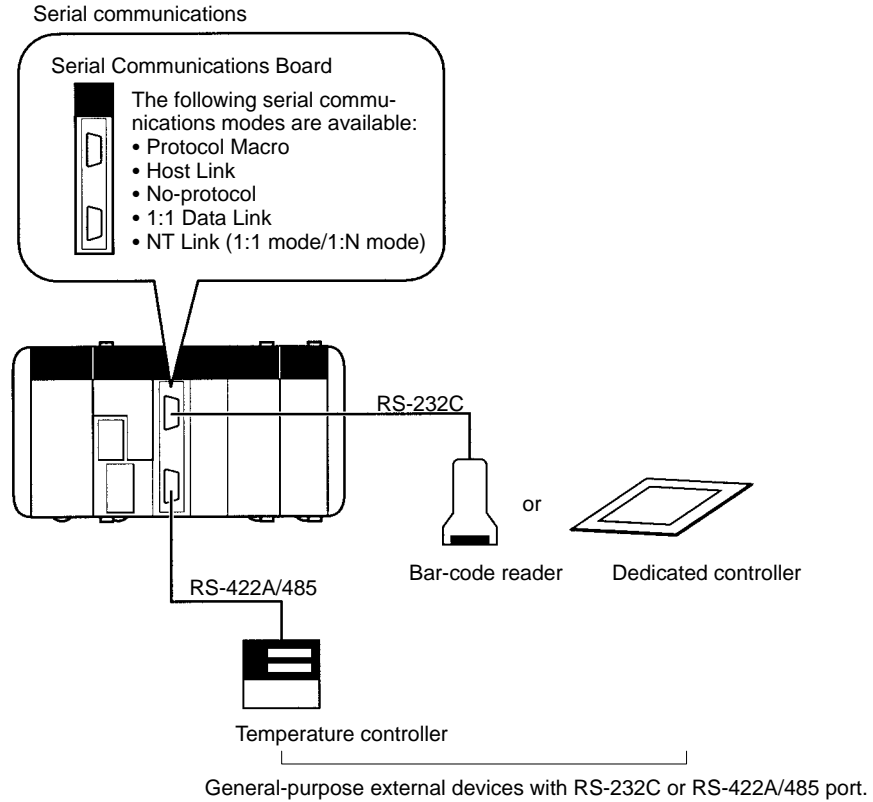 Serial communications
Serial Communications Board
The following serial commu-
nications modes are available:
• Protocol Macro
• Host Link
• No-protocol
• 1:1 Data Link
• NT Link (1:1 mode/1:N mode)
RS-232C
or
Bar-code reader
Dedicated controller
RS-422A/485
Temperature controller
General-purpose external devices with RS-232C or RS-422A/485 port.